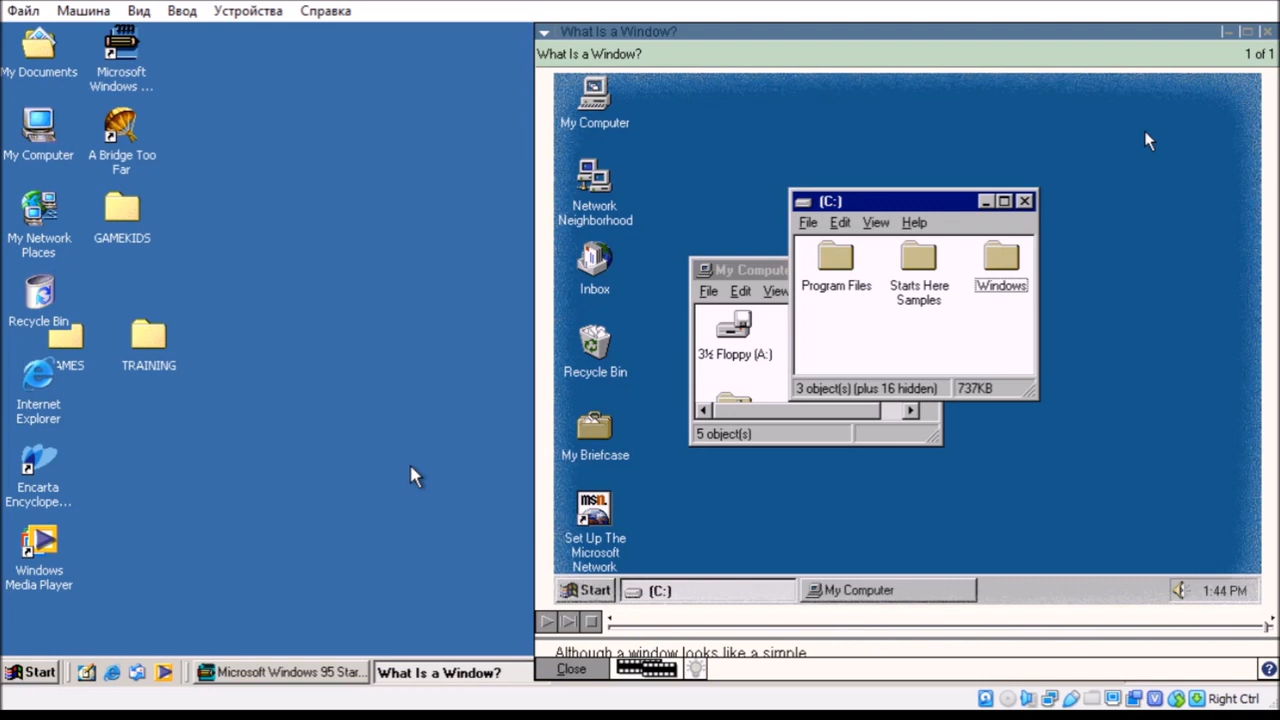 Файл Машина Вид Ввод Устройства Справка
My Documents
Microsoft
Windows ...
My Computer
A Bridge Too
Far
My Network
Places
GAMEKIDS
Recycle Bin
AMES
TRAINING
Internet
Explorer
Encarta
Encyclope...
Windows
Media Player
What Is a Window?
What Is a Window? 1 of 1
My Computer
Network
Neighborhood
Inbox
Recycle Bin
My Briefcase
msn.
Set Up The
Microsoft
Network
(C:)
File Edit View Help
Program Files
Starts Here
Samples
Windows
3 object(s) (plus 16 hidden) 737KB
My Compute
File Edit View
3½ Floppy (A:)
5 object(s)
Start (C:) My Computer 1:44 PM
Although a window looks like a simple
Close
Start Microsoft Windows 95 Star... What Is a Window?
Right Ctrl